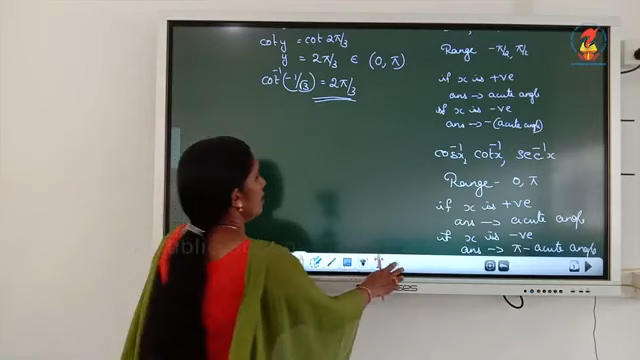 cot y = cot 2π/3
y = 2π/3 ∈ (0, π)
cot⁻¹(-1/√3) = 2π/3
Range -π/2, π/2
if x is +ve
ans → acute angle
if x is -ve
ans → -(acute angle)
cos⁻¹x, cot⁻¹x, sec⁻¹x
Range - 0, π
if x is +ve
ans → acute angle
if x is -ve
ans → π - acute angle